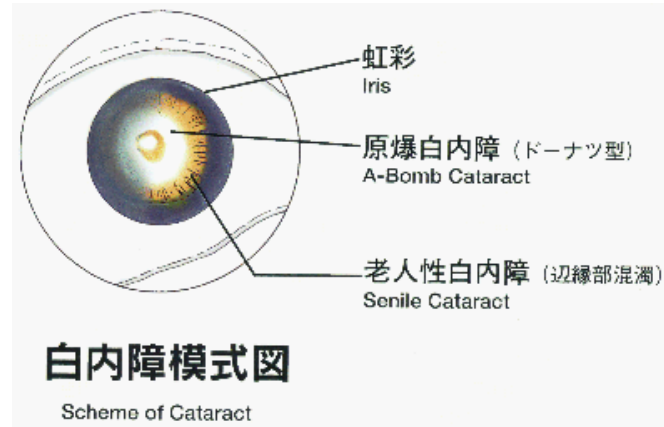 虹彩
Iris
原爆白内障（ドーナツ型）
A-Bomb Cataract
老人性白内障（辺縁部混濁）
Senile Cataract
白内障模式図
Scheme of Cataract